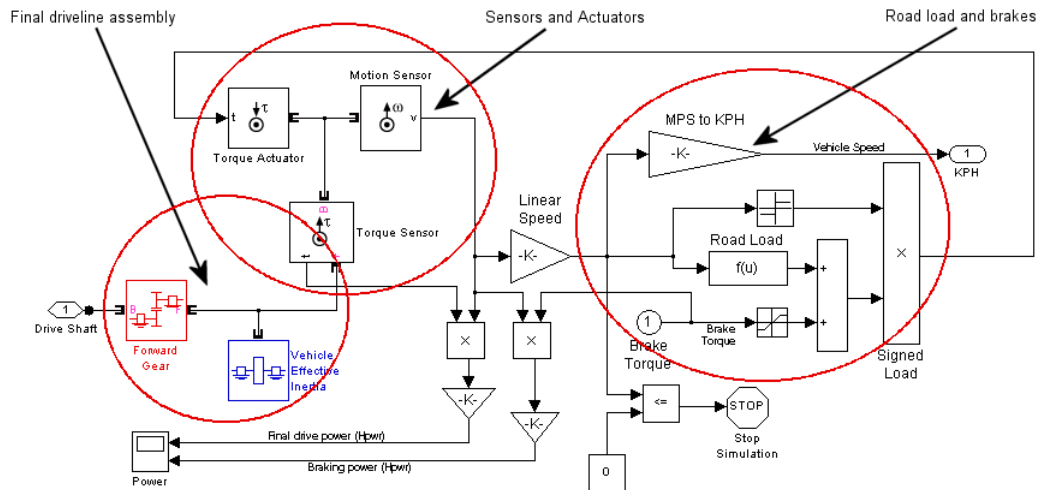 Final driveline assembly
Sensors and Actuators
Road load and brakes
Motion Sensor
τ
ω
t
v
Torque Actuator
MPS to KPH
-K-
Vehicle Speed
1
KPH
B
τ
Torque Sensor
t
Linear
Speed
-K-
Road Load
f(u)
+
×
1
Drive Shaft
B
F
Forward
Gear
Vehicle
Effective
Inertia
×
×
1
Brake
Torque
Brake
Torque
+
Signed
Load
-K-
-K-
<=
STOP
Stop
Simulation
Final drive power (Hpwr)
Braking power (Hpwr)
Power
0